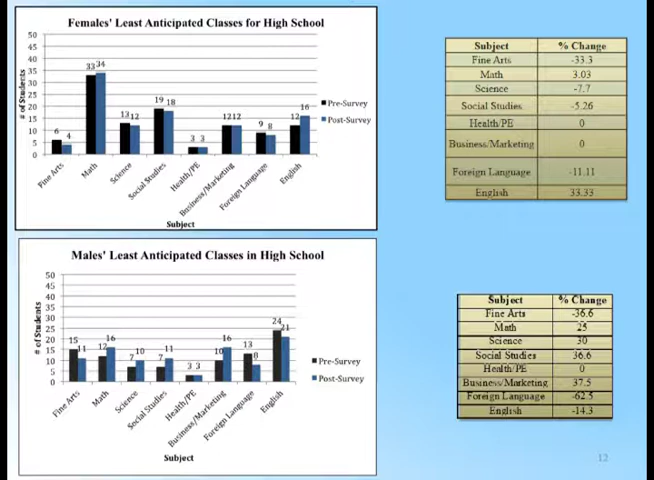 Females' Least Anticipated Classes for High School
50
45
40
35
30
25
20
15
10
5
0
# of Students
6 4
33 34
13 12
19 18
3 3
12 12
9 8
12 16
Fine Arts
Math
Science
Social Studies
Health/PE
Business/Marketing
Foreign Language
English
Subject
Pre-Survey
Post-Survey
Subject % Change
Fine Arts -33.3
Math 3.03
Science -7.7
Social Studies -5.26
Health/PE 0
Business/Marketing 0
Foreign Language -11.11
English 33.33
Males' Least Anticipated Classes in High School
50
45
40
35
30
25
20
15
10
5
0
# of Students
15 11
12 16
7 10
7 11
3 3
10 16
13 8
24 21
Fine Arts
Math
Science
Social Studies
Health/PE
Business/Marketing
Foreign Language
English
Subject
Pre-Survey
Post-Survey
Subject % Change
Fine Arts -36.6
Math 25
Science 30
Social Studies 36.6
Health/PE 0
Business/Marketing 37.5
Foreign Language -62.5
English -14.3
12